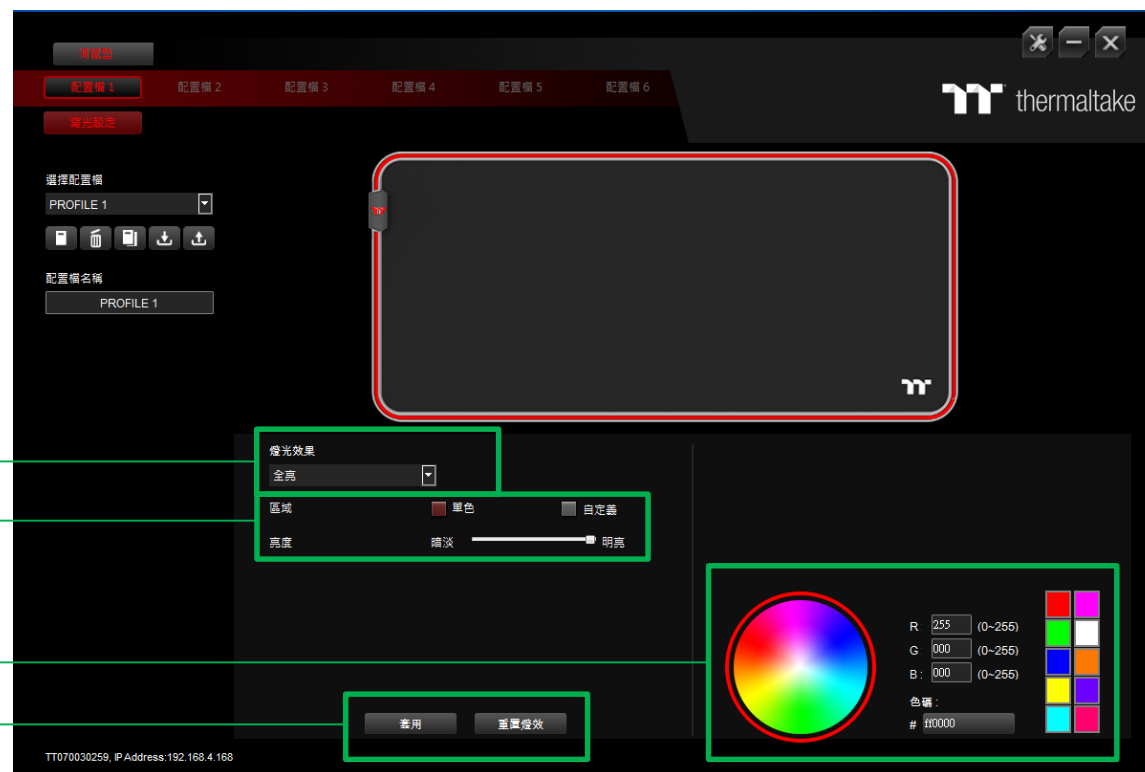 配置檔 1
配置檔 2
配置檔 3
配置檔 4
配置檔 5
配置檔 6
thermaltake
燈光設定
選擇配置檔
PROFILE 1
配置檔名稱
PROFILE 1
燈光效果
全亮
區域 單色 自定義
亮度 暗淡 明亮
R 255 (0~255)
G 000 (0~255)
B : 000 (0~255)
色碼 :
# ff0000
套用 重置燈效
TT070030259, IP Address:192.168.4.168